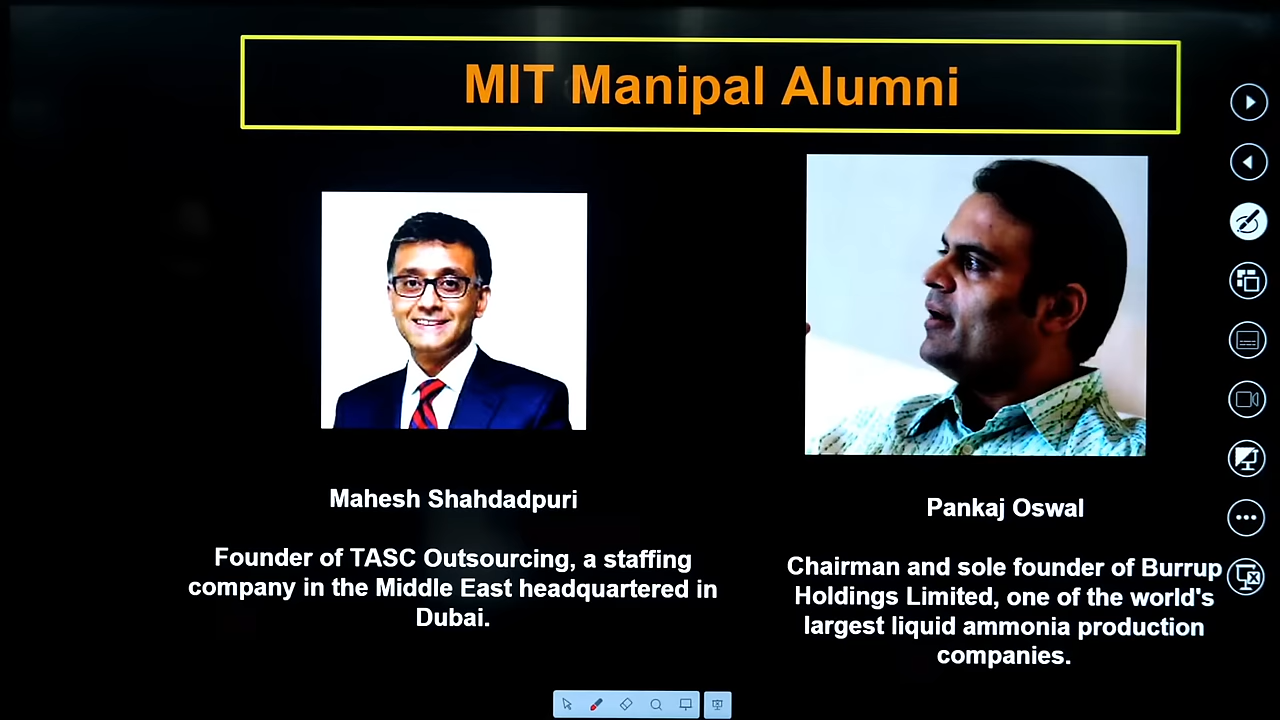 MIT Manipal Alumni
Mahesh Shahdadpuri
Founder of TASC Outsourcing, a staffing
company in the Middle East headquartered in
Dubai.
Pankaj Oswal
Chairman and sole founder of Burrup
Holdings Limited, one of the world's
largest liquid ammonia production
companies.